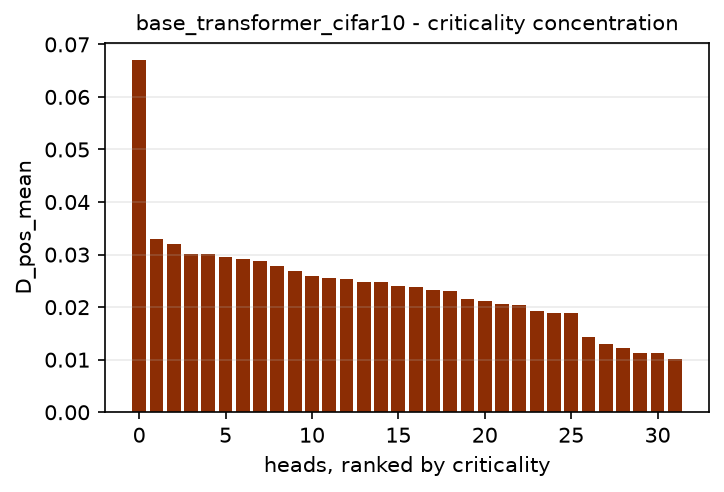 base_transformer_cifar10 - criticality concentration
0.07
0.06
0.05
0.04
0.03
0.02
0.01
0.00
D_pos_mean
0 5 10 15 20 25 30
heads, ranked by criticality